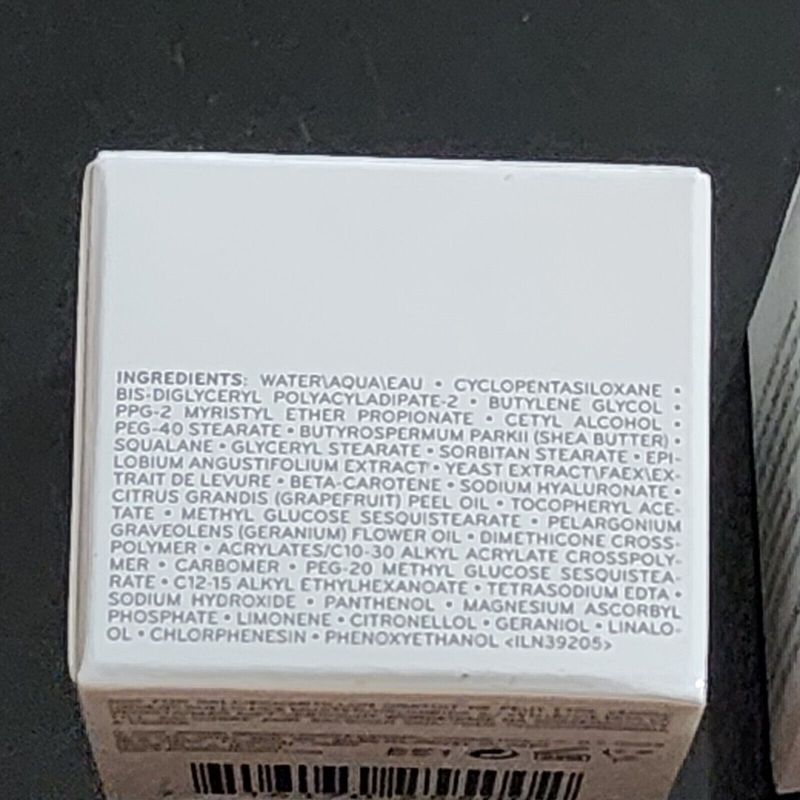 INGREDIENTS: WATER\AQUA\EAU • CYCLOPENTASILOXANE •
BIS-DIGLYCERYL POLYACYLADIPATE-2 • BUTYLENE GLYCOL •
PPG-2 MYRISTYL ETHER PROPIONATE • CETYL ALCOHOL •
PEG-40 STEARATE • BUTYROSPERMUM PARKII (SHEA BUTTER) •
SQUALANE • GLYCERYL STEARATE • SORBITAN STEARATE • EPI-
LOBIUM ANGUSTIFOLIUM EXTRACT • YEAST EXTRACT\FAEX\EX-
TRAIT DE LEVURE • BETA-CAROTENE • SODIUM HYALURONATE •
CITRUS GRANDIS (GRAPEFRUIT) PEEL OIL • TOCOPHERYL ACE-
TATE • METHYL GLUCOSE SESQUISTEARATE • PELARGONIUM
GRAVEOLENS (GERANIUM) FLOWER OIL • DIMETHICONE CROSS-
POLYMER • ACRYLATES/C10-30 ALKYL ACRYLATE CROSSPOLY-
MER • CARBOMER • PEG-20 METHYL GLUCOSE SESQUISTEA-
RATE • C12-15 ALKYL ETHYLHEXANOATE • TETRASODIUM EDTA •
SODIUM HYDROXIDE • PANTHENOL • MAGNESIUM ASCORBYL
PHOSPHATE • LIMONENE • CITRONELLOL • GERANIOL • LINALO-
OL • CHLORPHENESIN • PHENOXYETHANOL <ILN39205>